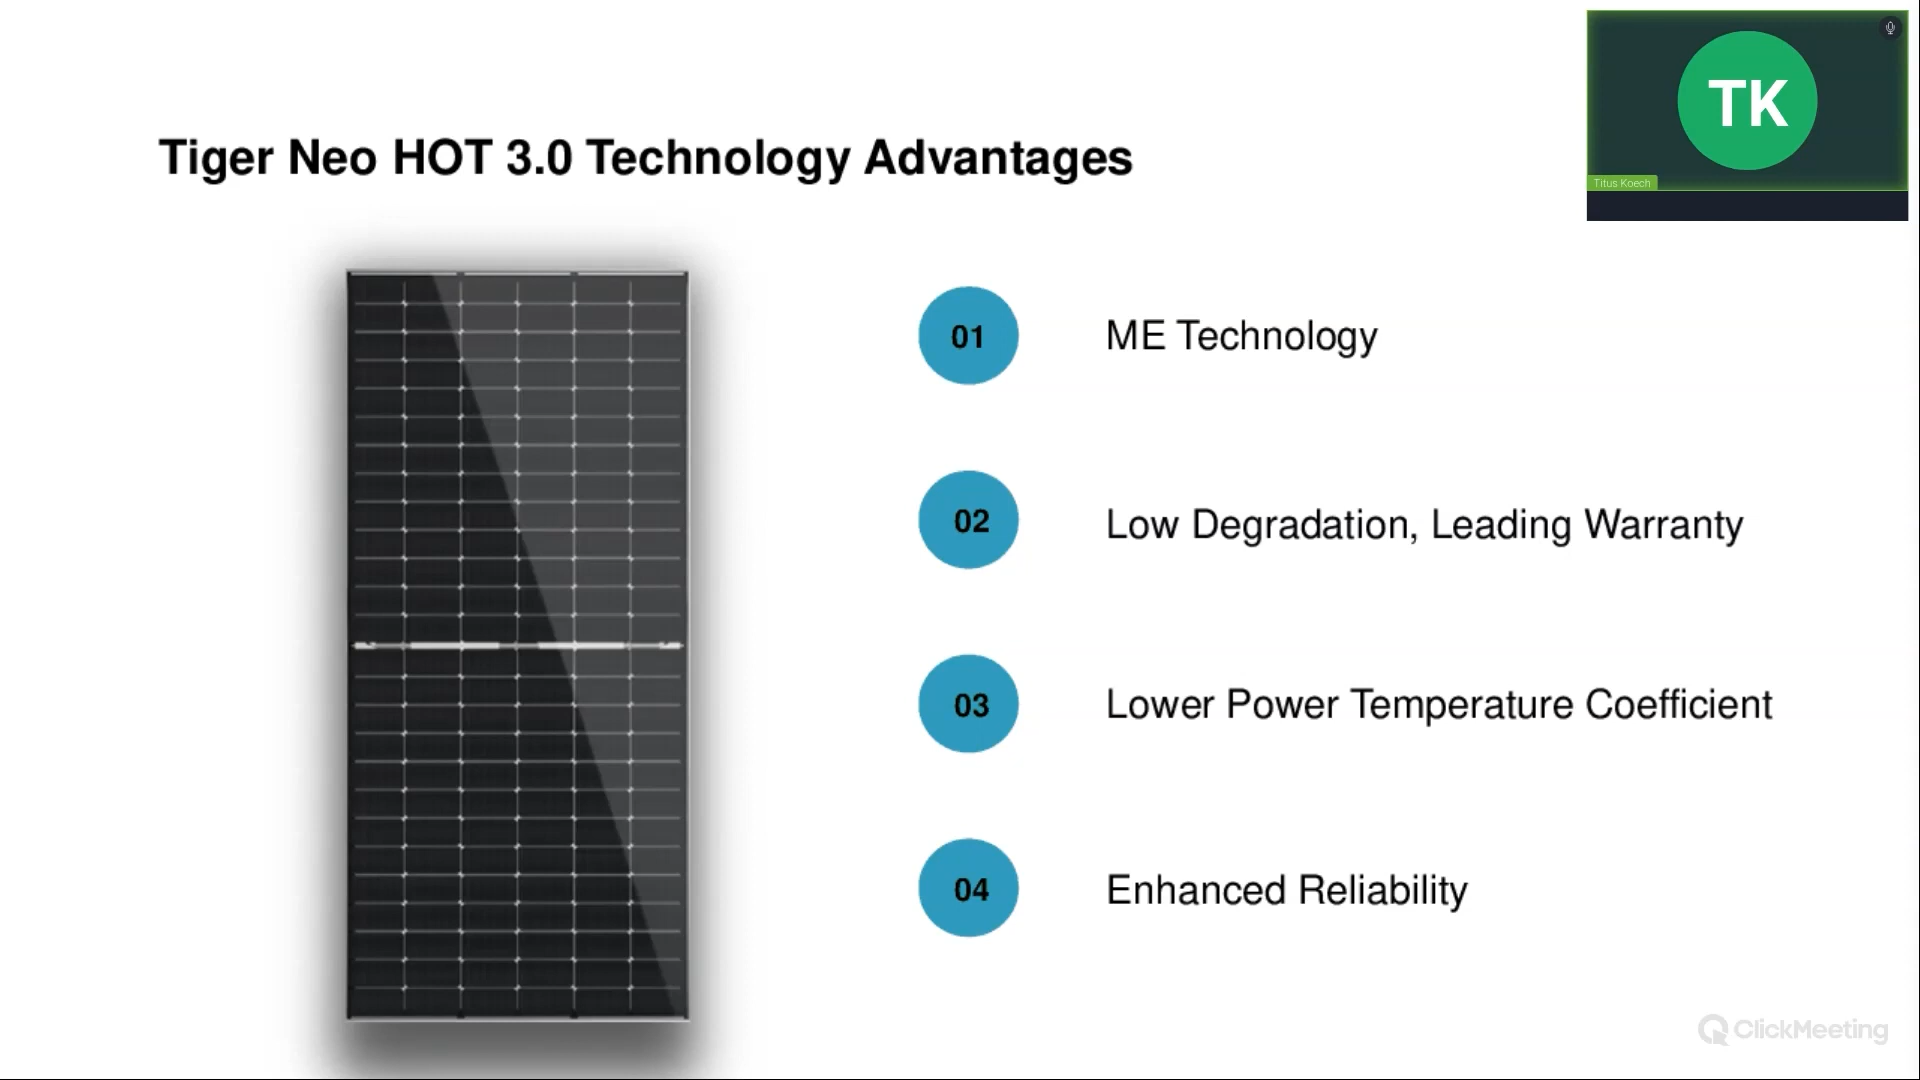 TK
Titus Koech
Tiger Neo HOT 3.0 Technology Advantages
01 ME Technology
02 Low Degradation, Leading Warranty
03 Lower Power Temperature Coefficient
04 Enhanced Reliability
ClickMeeting